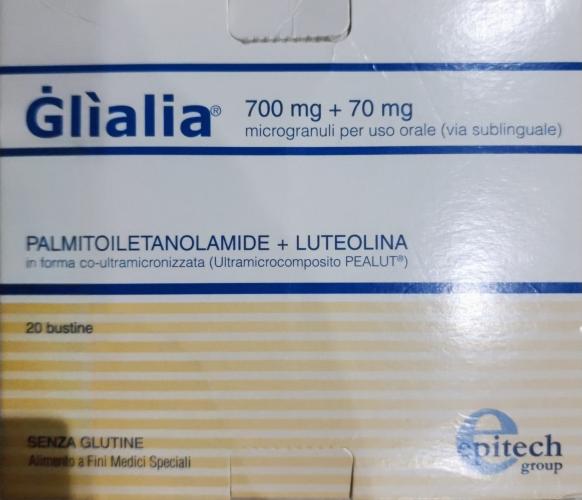 Ġlìalia® 700 mg + 70 mg
microgranuli per uso orale (via sublinguale)
PALMITOILETANOLAMIDE + LUTEOLINA
in forma co-ultramicronizzata (Ultramicrocomposito PEALUT®)
20 bustine
SENZA GLUTINE
Alimento a Fini Medici Speciali
epitech
group